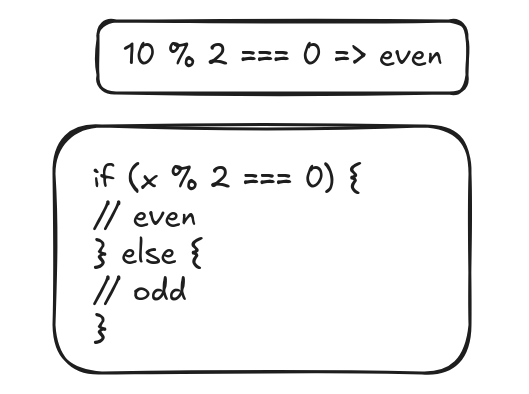 10 % 2 === 0 => even
if (x % 2 === 0) {
// even
} else {
// odd
}